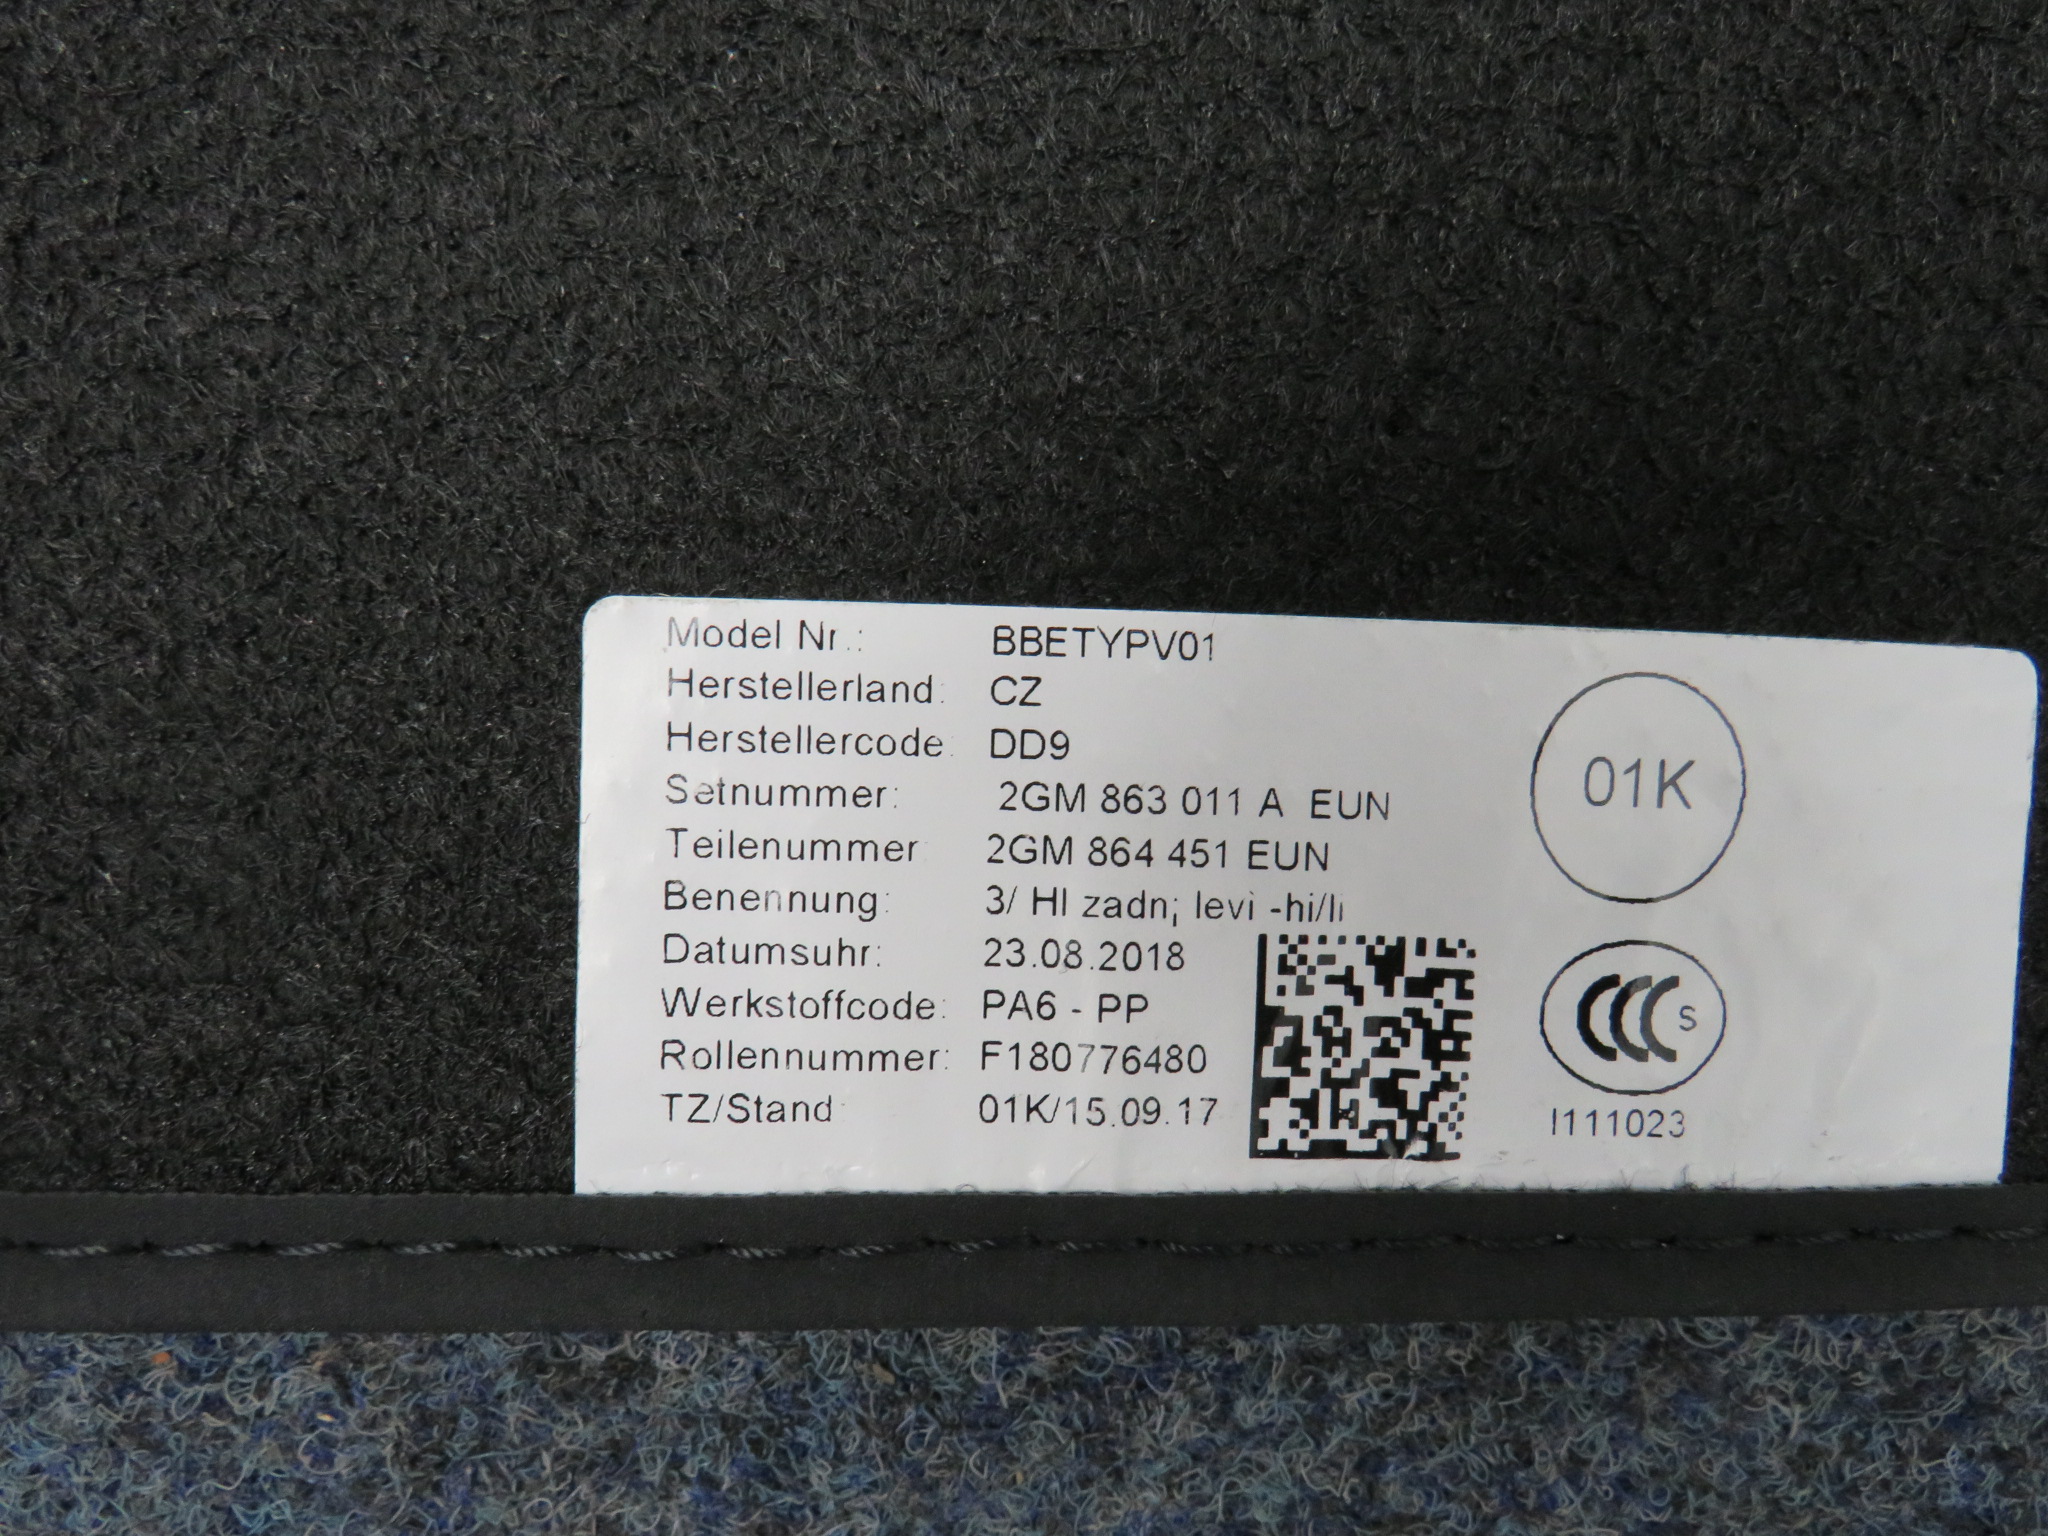 Model Nr.: BBETYPV01
Herstellerland: CZ
Herstellercode: DD9
Setnummer: 2GM 863 011 A EUN
Teilenummer 2GM 864 451 EUN
Benennung: 3/ Hl zadn; levi -hi/li
Datumsuhr: 23.08.2018
Werkstoffcode: PA6 - PP
Rollennummer: F180776480
TZ/Stand: 01K/15.09.17
01K
CCC S
I111023